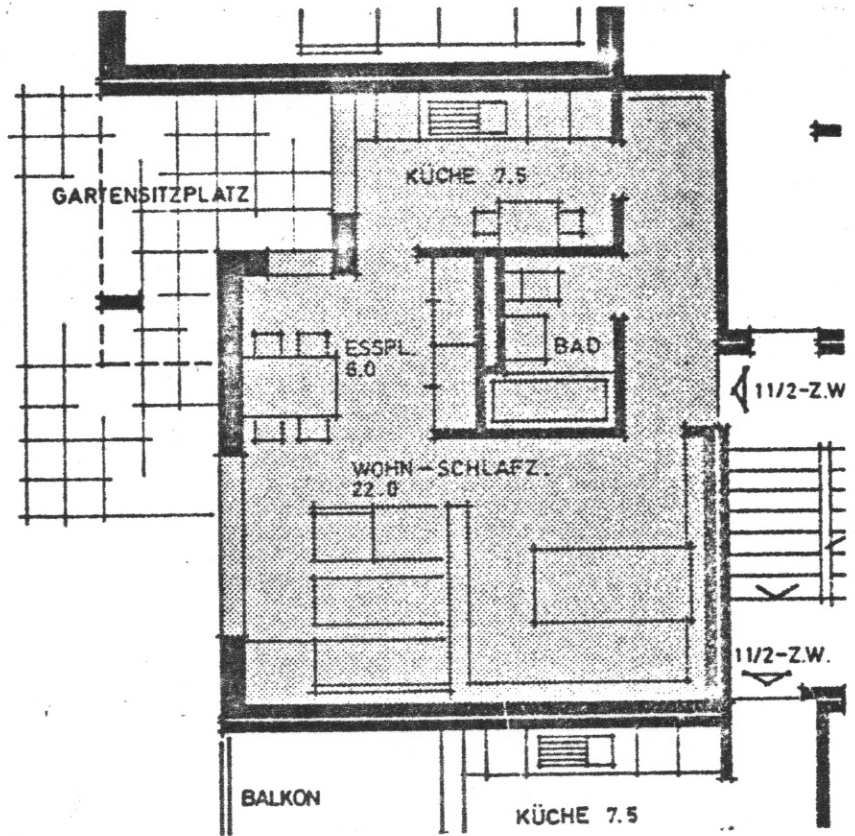 KÜCHE 7.5
GARTENSITZPLATZ
ESSPL.
6.0
BAD
11/2-Z.W
WOHN-SCHLAFZ.
22.0
11/2-Z.W.
BALKON
KÜCHE 7.5